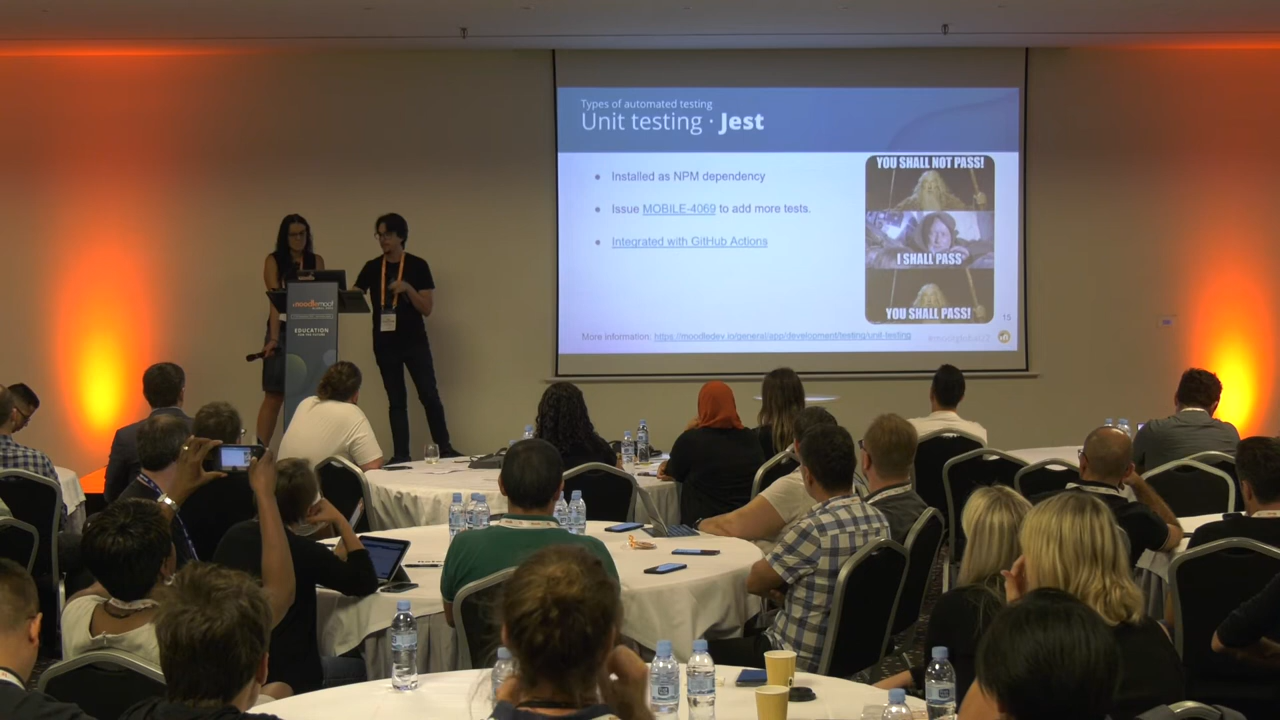 Types of automated testing
Unit testing · Jest
Installed as NPM dependency
Issue MOBILE-4069 to add more tests.
Integrated with GitHub Actions
YOU SHALL NOT PASS!
I SHALL PASS
YOU SHALL PASS!
15
More information: https://moodledev.io/general/app/development/testing/unit-testing
moodlemoot
EDUCATION
FOR THE FUTURE